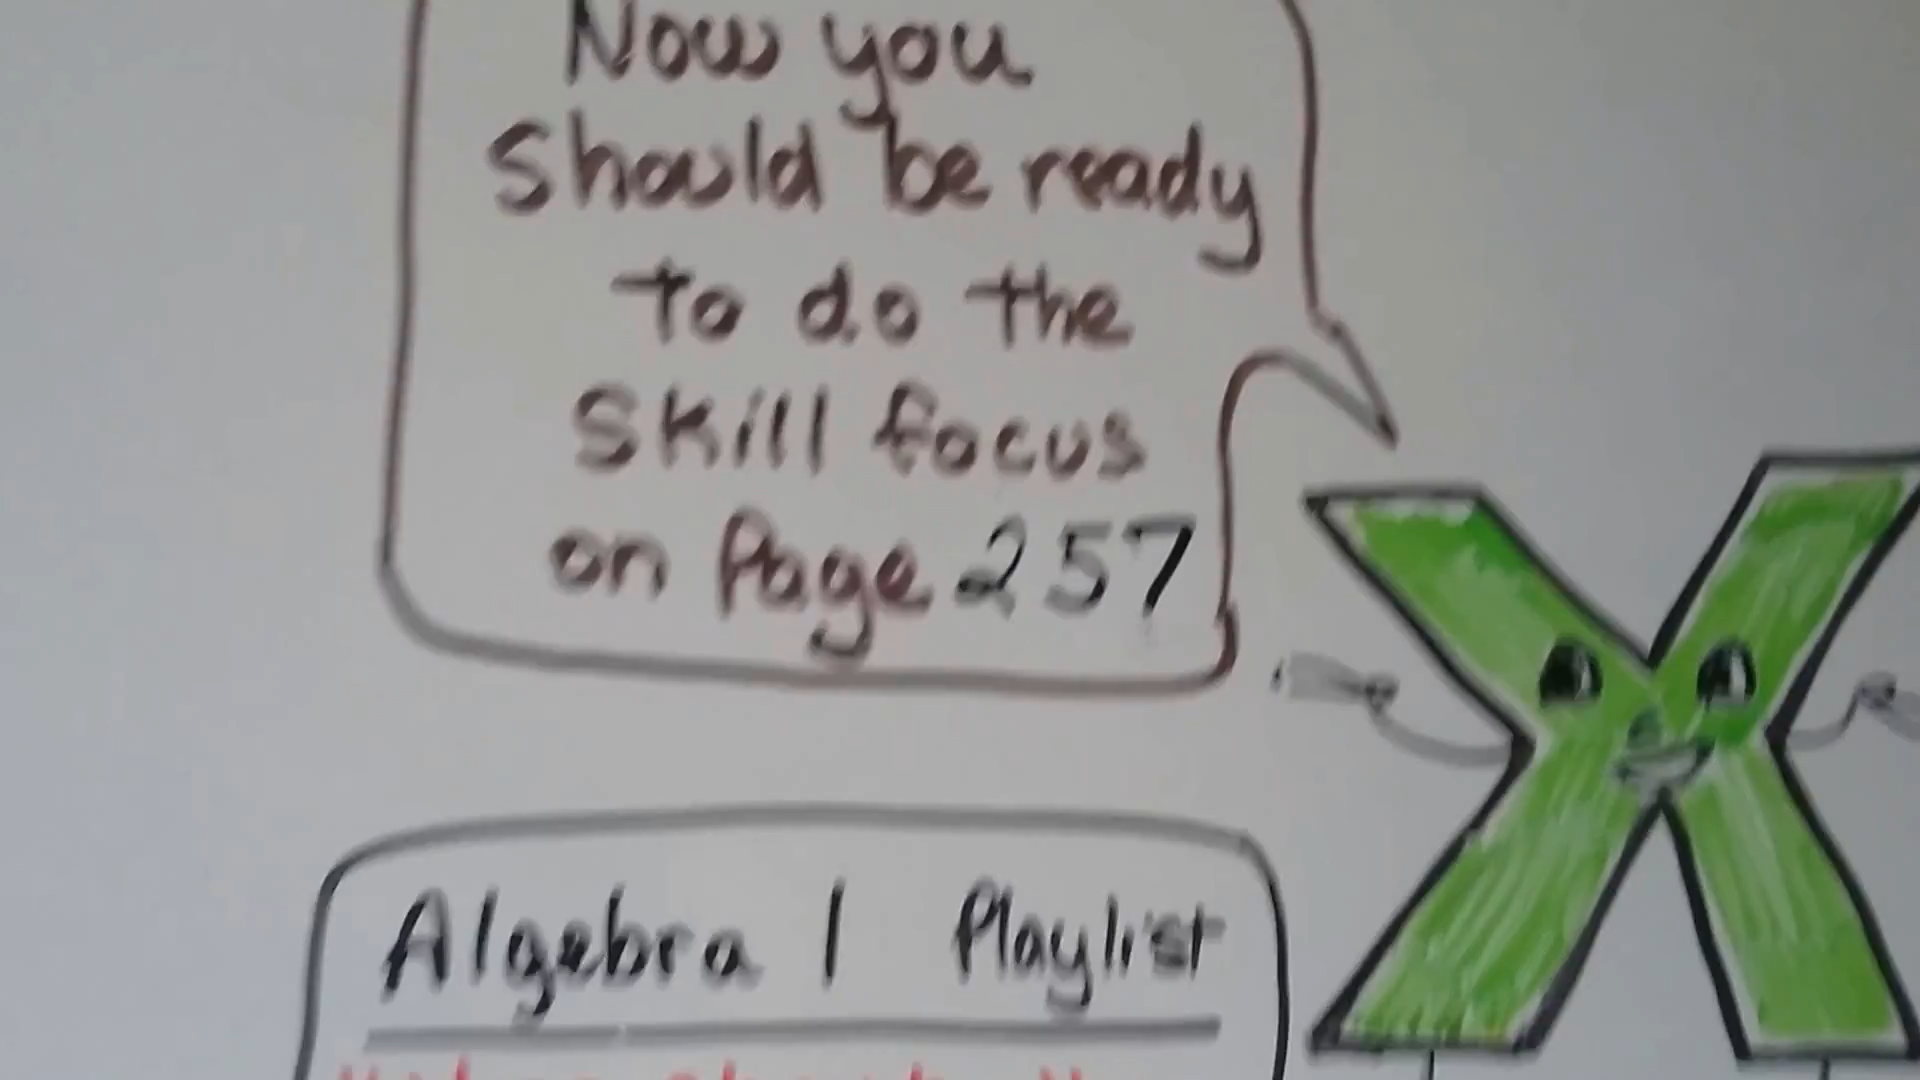 Now you
Should be ready
to do the
Skill focus
on Page 257
Algebra 1 Playlist